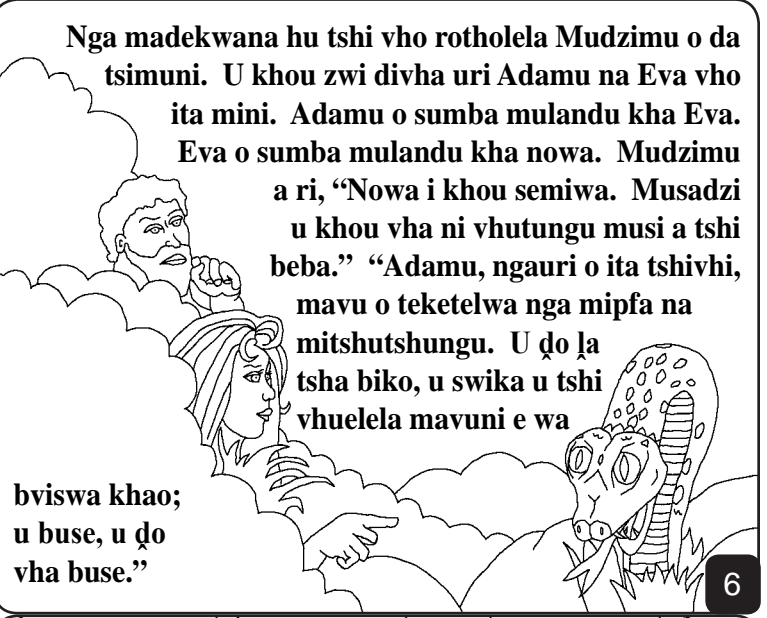 Nga madekwana hu tshi vho rotholela Mudzimu o da
tsimuni. U khou zwi divha uri Adamu na Eva vho
ita mini. Adamu o sumba mulandu kha Eva.
Eva o sumba mulandu kha nowa. Mudzimu
a ri, “Nowa i khou semiwa. Musadzi
u khou vha ni vhutungu musi a tshi
beba.” “Adamu, ngauri o ita tshivhi,
mavu o teketelwa nga mipfa na
mitshutshungu. U ḓo ḽa
tsha biko, u swika u tshi
vhuelela mavuni e wa
bviswa khao;
u buse, u ḓo
vha buse.”
6